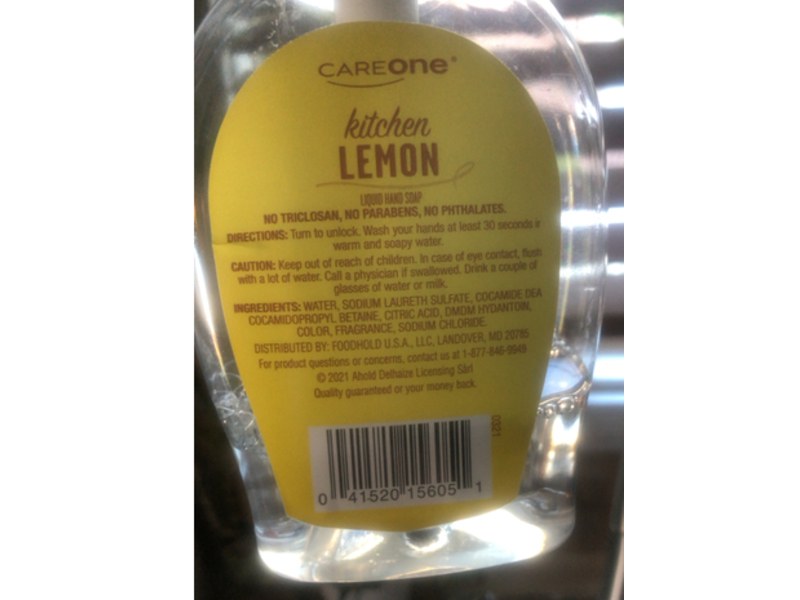 CAREONE®
kitchen
LEMON
LIQUID HAND SOAP
NO TRICLOSAN, NO PARABENS, NO PHTHALATES.
DIRECTIONS: Turn to unlock. Wash your hands at least 30 seconds ir
warm and soapy water.
CAUTION: Keep out of reach of children. In case of eye contact, flush
with a lot of water. Call a physician if swallowed. Drink a couple of
glasses of water or milk.
INGREDIENTS: WATER, SODIUM LAURETH SULFATE, COCAMIDE DEA
COCAMIDOPROPYL BETAINE, CITRIC ACID, DMDM HYDANTOIN,
COLOR, FRAGRANCE, SODIUM CHLORIDE.
DISTRIBUTED BY: FOODHOLD U.S.A., LLC, LANDOVER, MD 20785
For product questions or concerns, contact us at 1-877-846-9949
© 2021 Ahold Delhaize Licensing Sàrl
Quality guaranteed or your money back.
0321
0 41520 15605 1